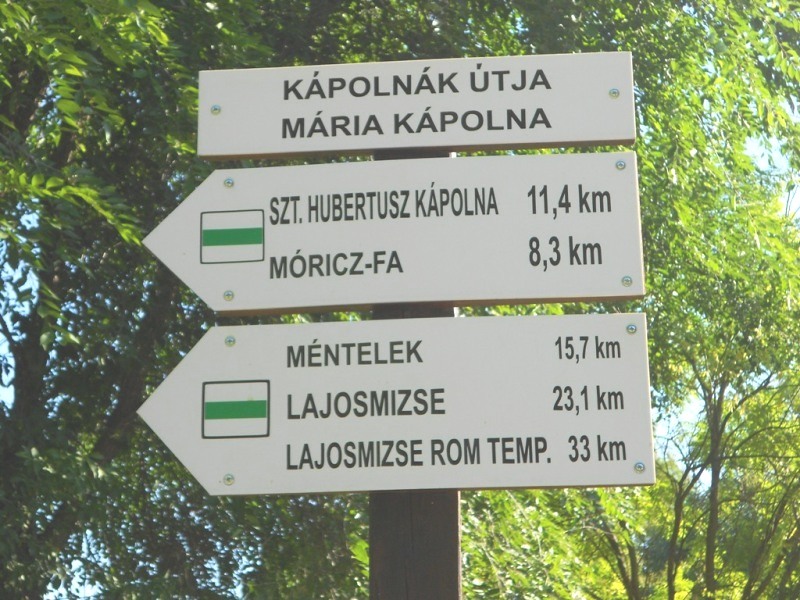 KÁPOLNÁK ÚTJA
MÁRIA KÁPOLNA
SZT. HUBERTUSZ KÁPOLNA 11,4 km
MÓRICZ-FA 8,3 km
MÉNTELEK 15,7 km
LAJOSMIZSE 23,1 km
LAJOSMIZSE ROM TEMP. 33 km